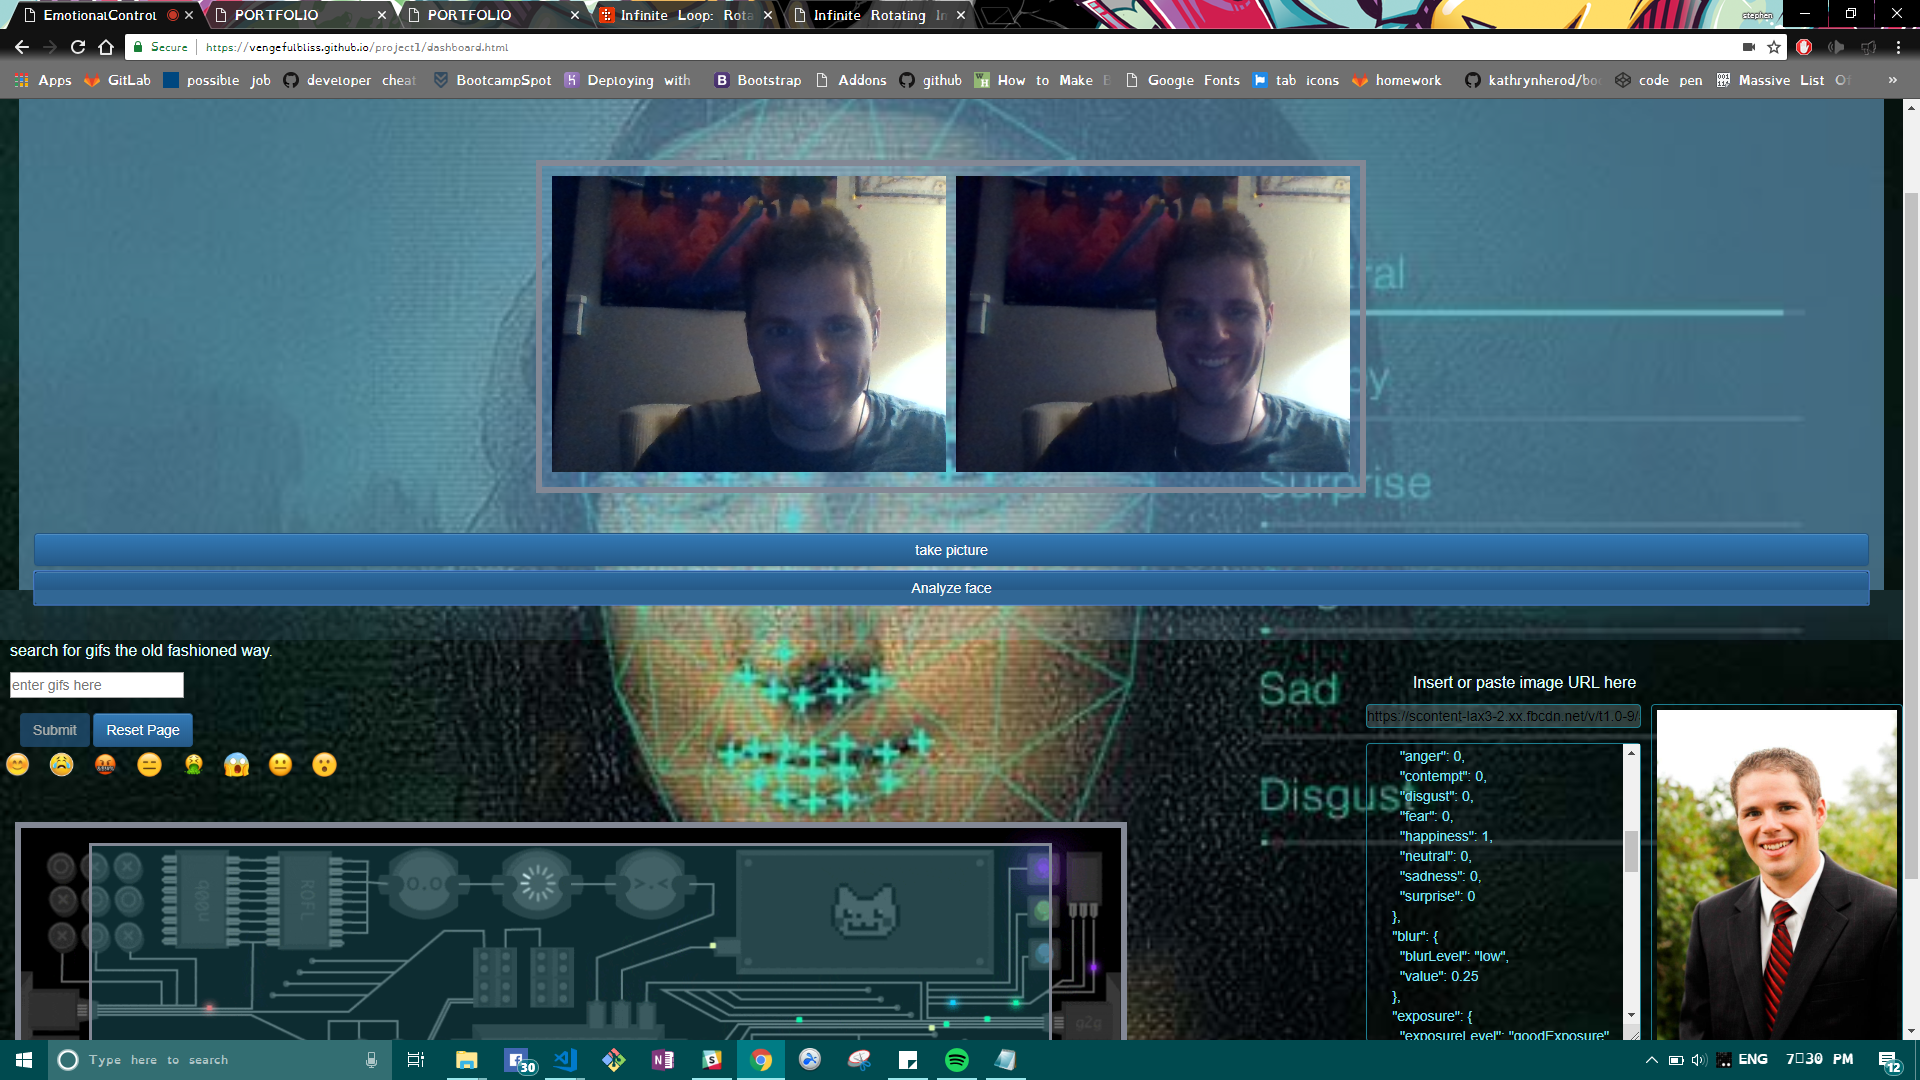 EmotionalControl
PORTFOLIO
PORTFOLIO
Infinite Loop: Rota
Infinite Rotating In
stephen
Secure
https://vengefulbliss.github.io/project1/dashboard.html
Apps
GitLab
possible job
developer cheat
BootcampSpot
Deploying with
Bootstrap
Addons
github
How to Make B
Google Fonts
tab icons
homework
kathrynherod/boo
code pen
Massive List Of
»
ral
py
Surprise
take picture
Analyze face
search for gifs the old fashioned way.
enter gifs here
Submit
Reset Page
Sad
Disgust
Insert or paste image URL here
https://scontent-lax3-2.xx.fbcdn.net/v/t1.0-9/
"anger": 0,
"contempt": 0,
"disgust": 0,
"fear": 0,
"happiness": 1,
"neutral": 0,
"sadness": 0,
"surprise": 0
},
"blur": {
"blurLevel": "low",
"value": 0.25
},
"exposure": {
"exposureLevel": "goodExposure"
ROFL
0.0
>.<
g2g
Type here to search
30
ENG
7:30 PM
12